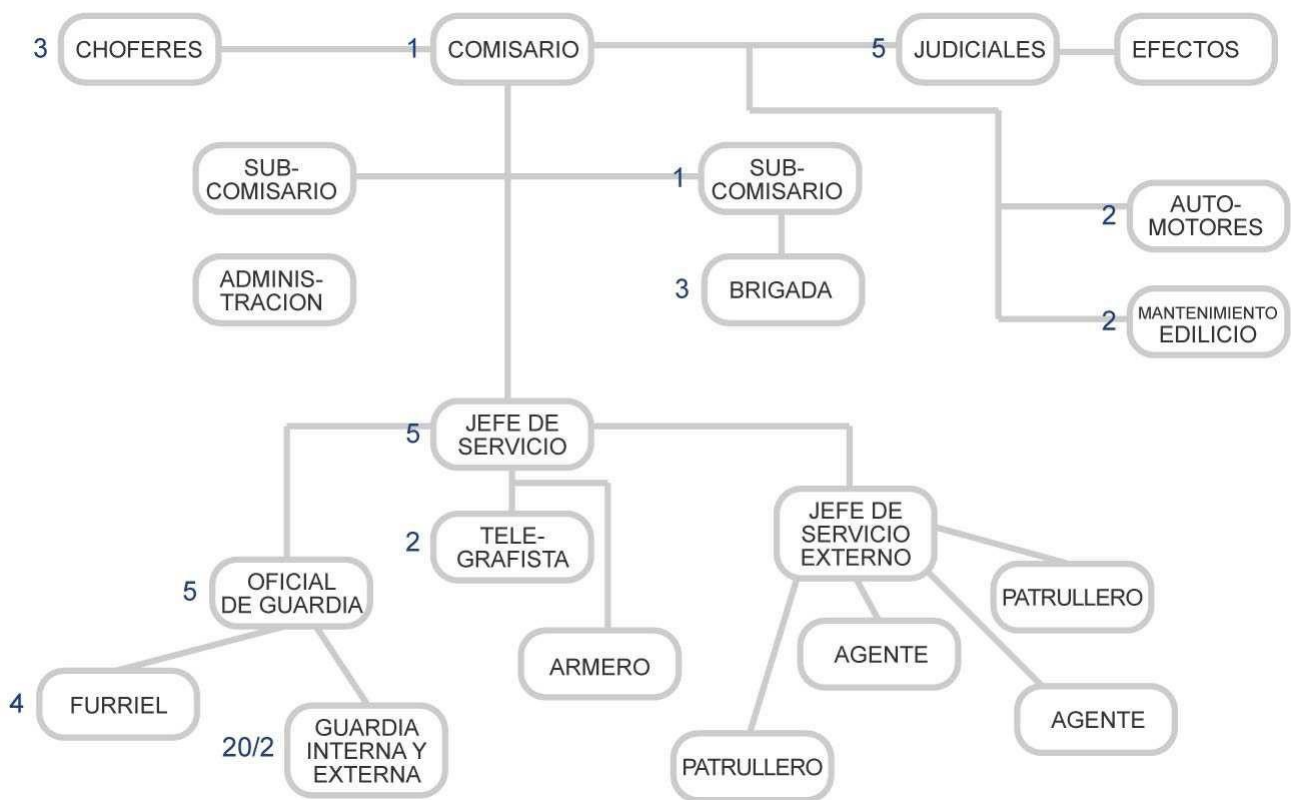 3 CHOFERES
1 COMISARIO
5 JUDICIALES
EFECTOS
SUB-
COMISARIO
1 SUB-
COMISARIO
2 AUTO-
MOTORES
ADMINIS-
TRACION
3 BRIGADA
2 MANTENIMIENTO
EDILICIO
5 JEFE DE
SERVICIO
2 TELE-
GRAFISTA
JEFE DE
SERVICIO
EXTERNO
5 OFICIAL
DE GUARDIA
PATRULLERO
ARMERO
AGENTE
4 FURRIEL
20/2 GUARDIA
INTERNA Y
EXTERNA
AGENTE
PATRULLERO